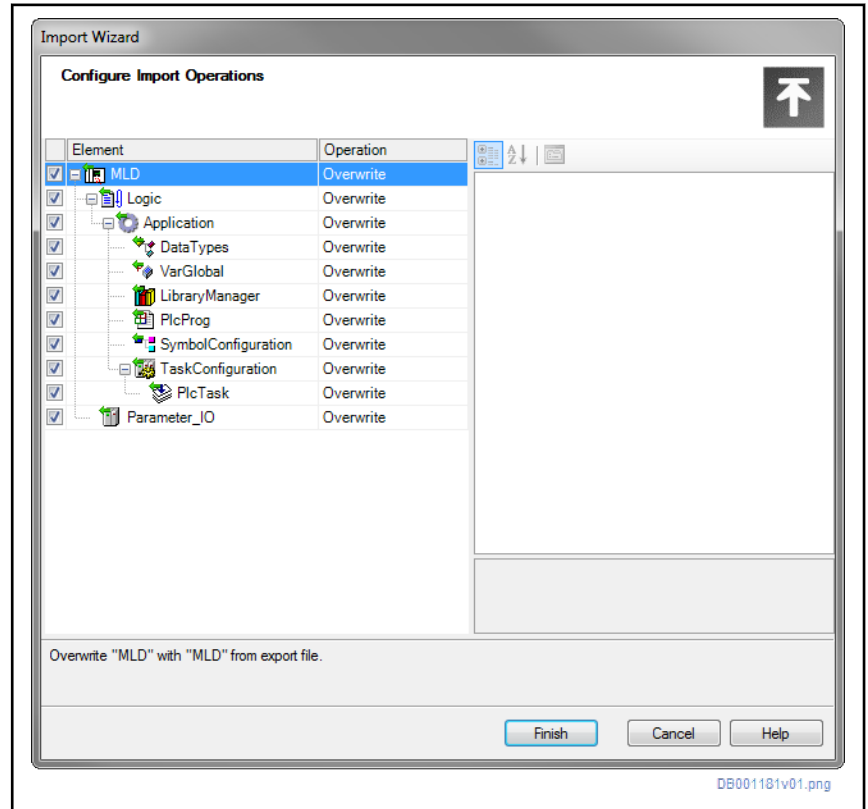 Import Wizard
Configure Import Operations
Element Operation
MLD Overwrite
Logic Overwrite
Application Overwrite
DataTypes Overwrite
VarGlobal Overwrite
LibraryManager Overwrite
PlcProg Overwrite
SymbolConfiguration Overwrite
TaskConfiguration Overwrite
PlcTask Overwrite
Parameter_IO Overwrite
Overwrite "MLD" with "MLD" from export file.
Finish Cancel Help
DB001181v01.png